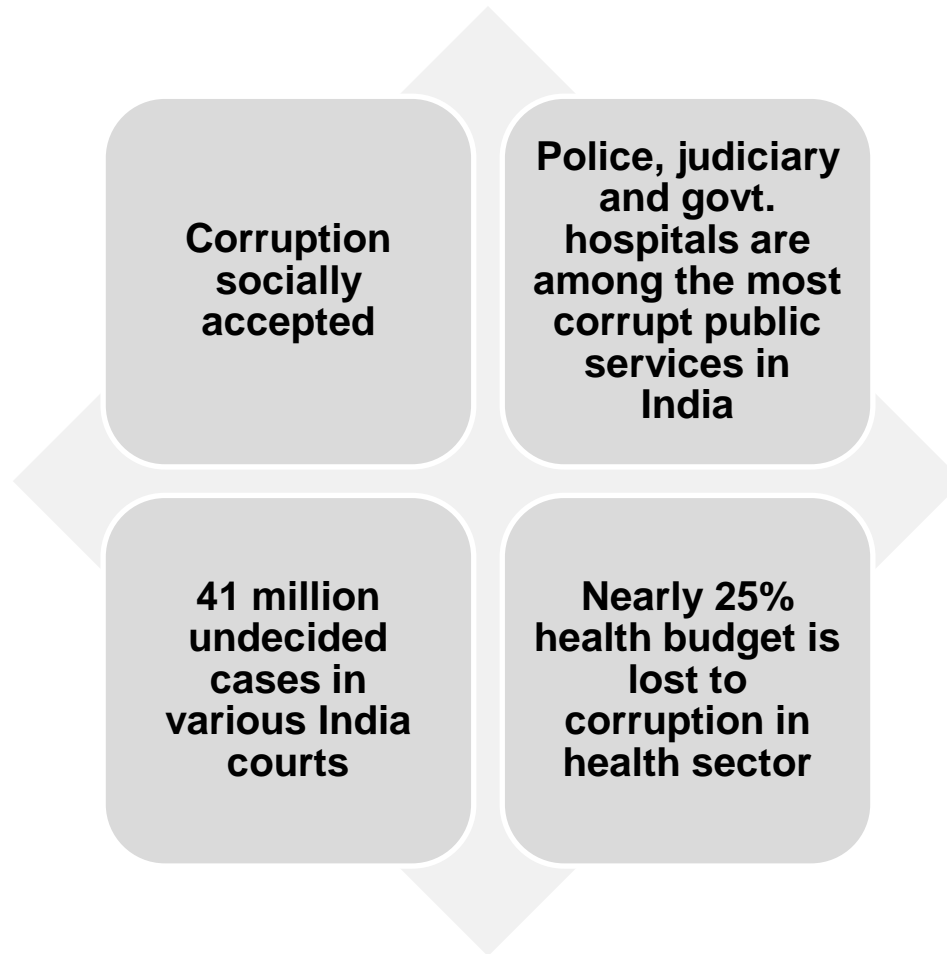 Corruption
socially
accepted
Police, judiciary
and govt.
hospitals are
among the most
corrupt public
services in
India
41 million
undecided
cases in
various India
courts
Nearly 25%
health budget is
lost to
corruption in
health sector